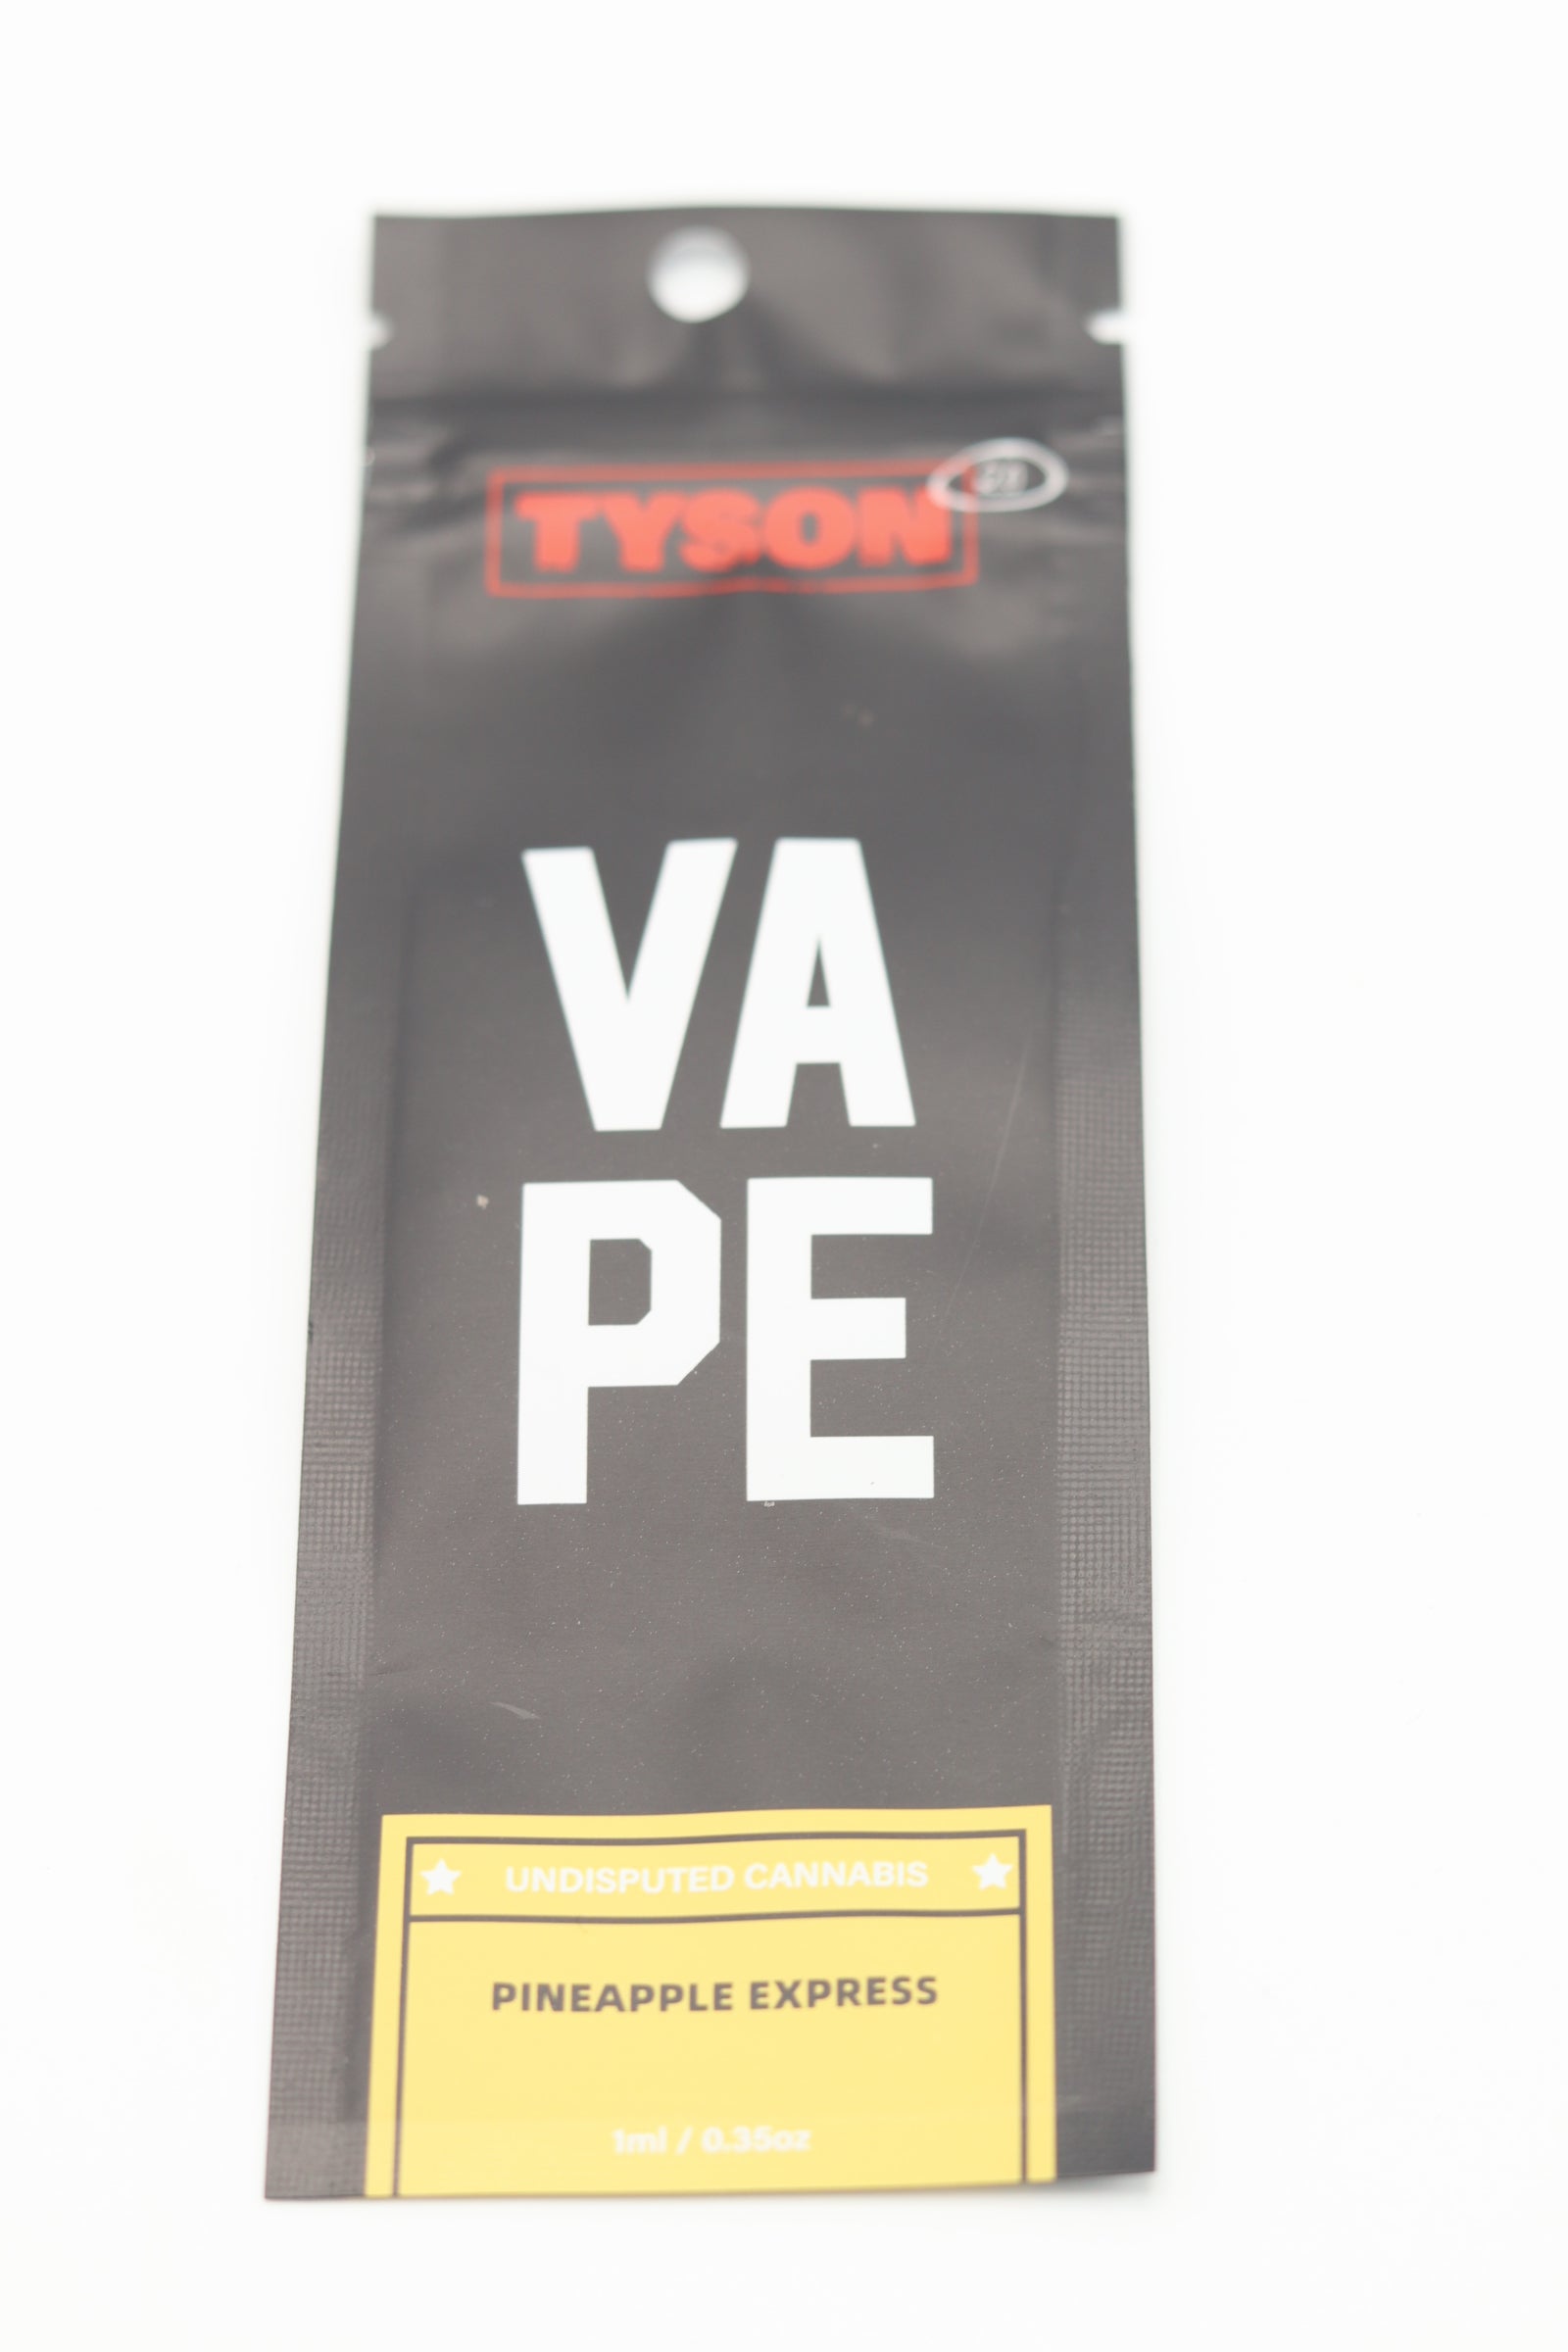 TYSON
VA
PE
UNDISPUTED CANNABIS
PINEAPPLE EXPRESS
1ml / 0.35oz